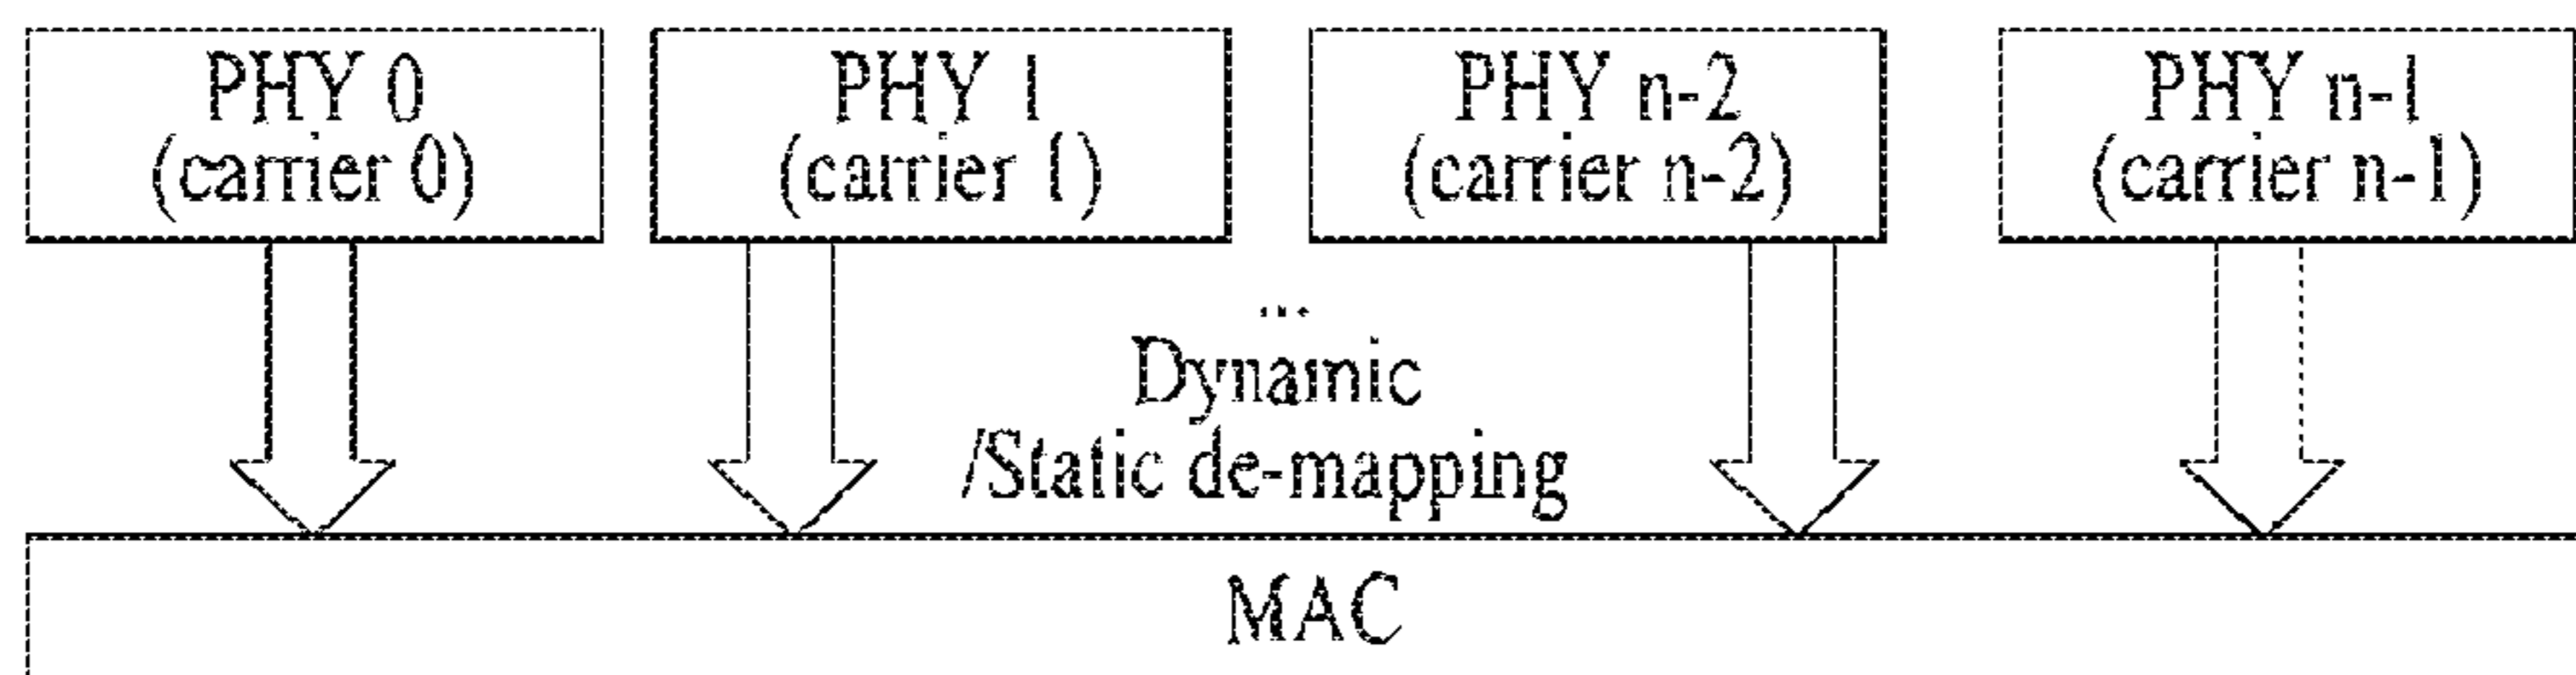 PHY 0
(carrier 0)
PHY 1
(carrier 1)
PHY n-2
(carrier n-2)
PHY n-1
(carrier n-1)
...
Dynamic
/Static de-mapping
MAC